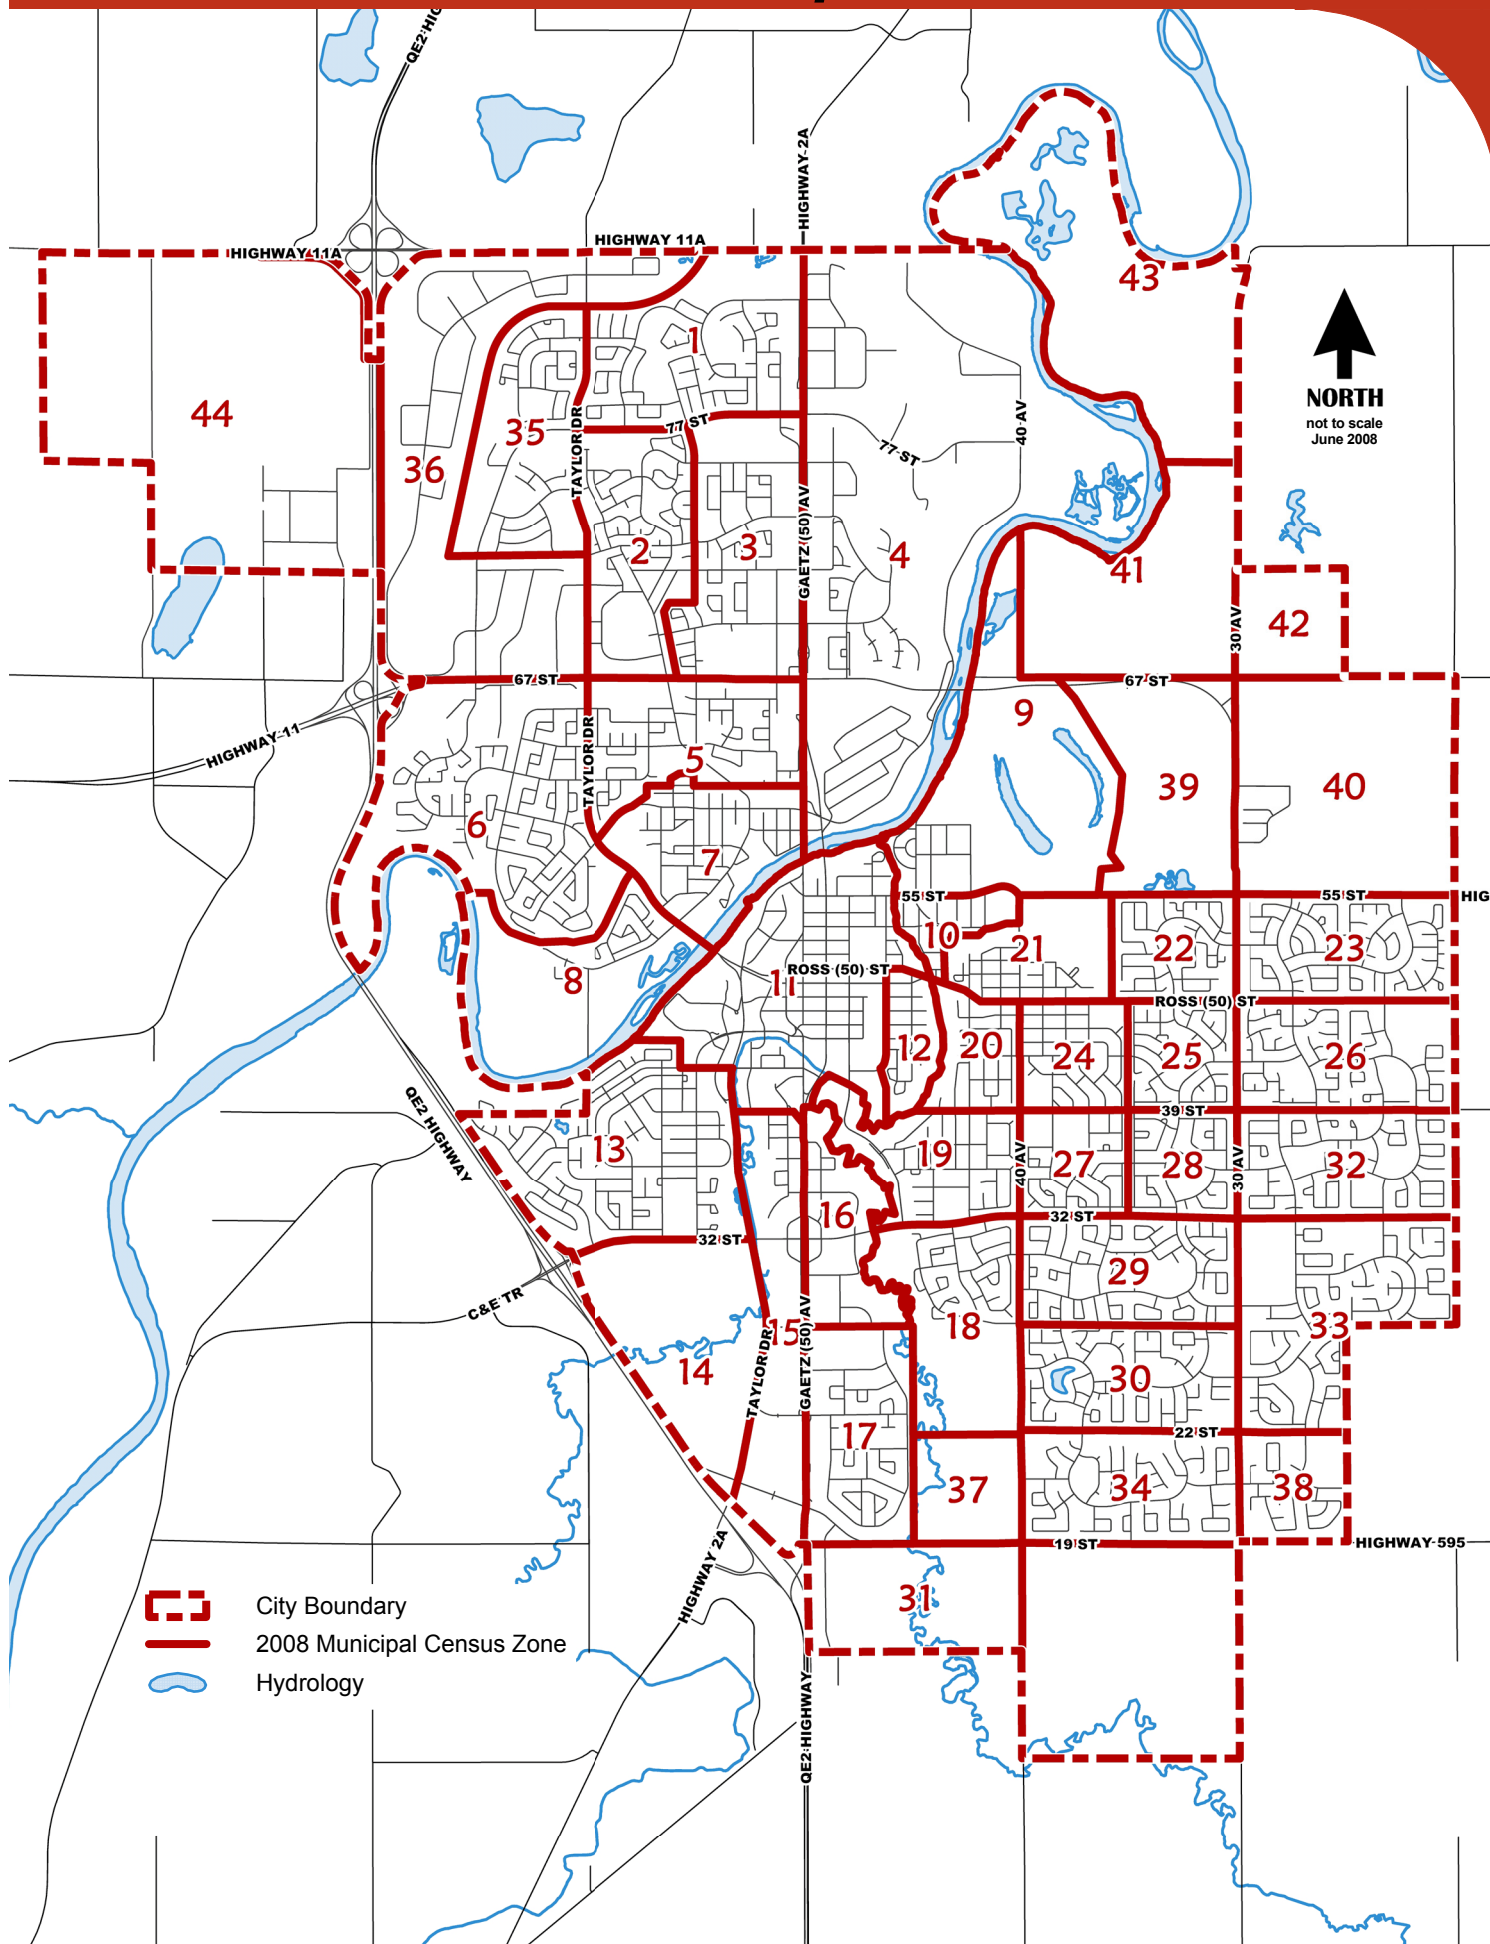 QE2 HIG
HIGHWAY 2A
HIGHWAY 11A
HIGHWAY 11A
43
1
NORTH
not to scale
June 2008
44
35
36
TAYLOR DR
77 ST
77 ST
40 AV
2
3
GAETZ (50) AV
4
41
42
30 AV
67 ST
67 ST
9
HIGHWAY 11
TAYLOR DR
5
39
40
6
7
55 ST
55 ST
HIG
10
21
22
23
8
11
ROSS (50) ST
ROSS (50) ST
12
20
24
25
26
QE2 HIGHWAY
39 ST
13
19
40 AV
27
28
30 AV
32
16
32 ST
32 ST
29
C&E TR
15
18
33
14
TAYLOR DR
GAETZ (50) AV
30
22 ST
17
37
34
38
19 ST
HIGHWAY 595
HIGHWAY 2A
31
City Boundary
2008 Municipal Census Zone
Hydrology
QE2 HIGHWAY